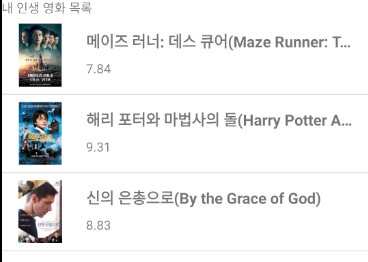 내 인생 영화 목록
메이즈 러너: 데스 큐어(Maze Runner: T...
7.84
해리 포터와 마법사의 돌(Harry Potter A...
9.31
신의 은총으로(By the Grace of God)
8.83